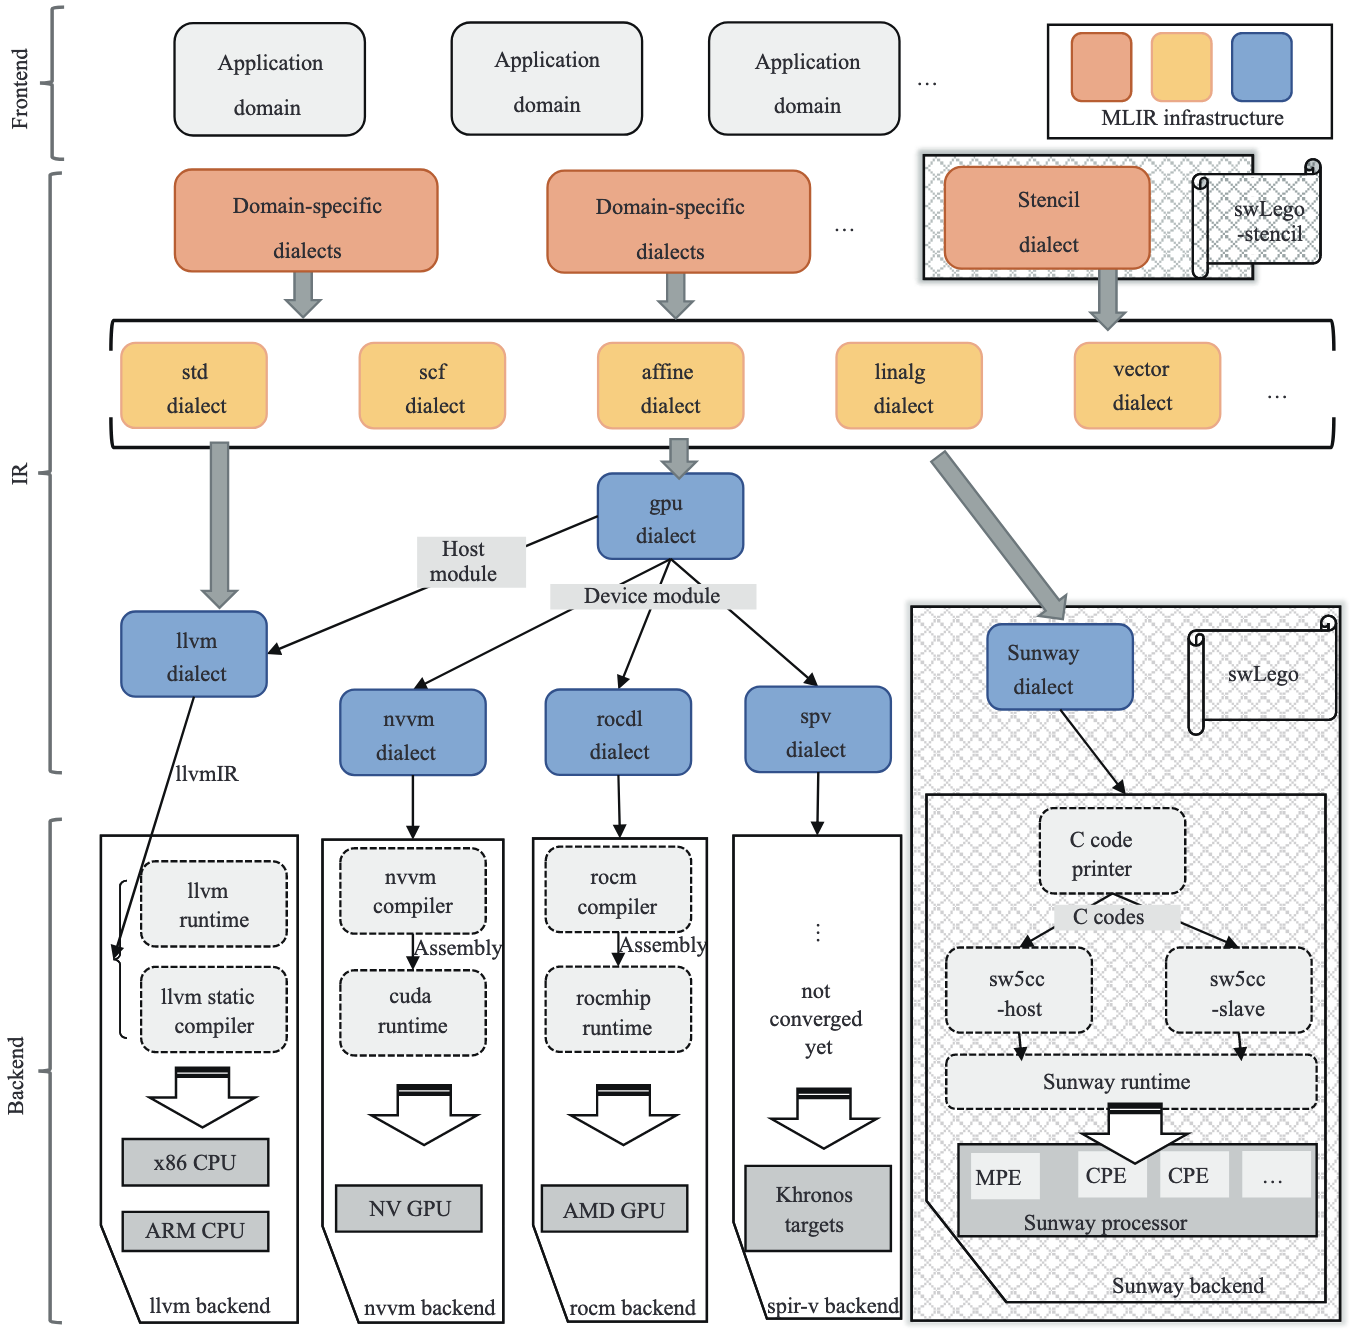 Frontend
Application
domain
Application
domain
Application
domain
...
MLIR infrastructure
IR
Domain-specific
dialects
Domain-specific
dialects
...
Stencil
dialect
swLego
-stencil
std
dialect
scf
dialect
affine
dialect
linalg
dialect
vector
dialect
...
gpu
dialect
Host
module
Device module
llvm
dialect
nvvm
dialect
rocdl
dialect
spv
dialect
Sunway
dialect
swLego
llvmIR
Backend
llvm
runtime
llvm static
compiler
x86 CPU
ARM CPU
llvm backend
nvvm
compiler
Assembly
cuda
runtime
NV GPU
nvvm backend
rocm
compiler
Assembly
rocmhip
runtime
AMD GPU
rocm backend
...
not
converged
yet
Khronos
targets
spir-v backend
C code
printer
C codes
sw5cc
-host
sw5cc
-slave
Sunway runtime
MPE
CPE
CPE
...
Sunway processor
Sunway backend